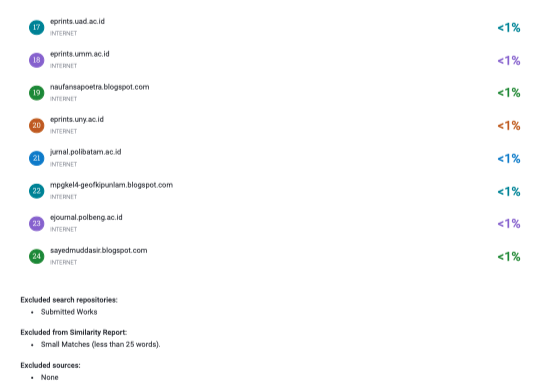 17 eprints.uad.ac.id <1%
INTERNET
18 eprints.umm.ac.id <1%
INTERNET
19 naufansapoetra.blogspot.com <1%
INTERNET
20 eprints.uny.ac.id <1%
INTERNET
21 jurnal.polibatam.ac.id <1%
INTERNET
22 mpgkel4-geofkipunlam.blogspot.com <1%
INTERNET
23 ejournal.polbeng.ac.id <1%
INTERNET
24 sayedmuddasir.blogspot.com <1%
INTERNET
Excluded search repositories:
• Submitted Works
Excluded from Similarity Report:
• Small Matches (less than 25 words).
Excluded sources:
• None